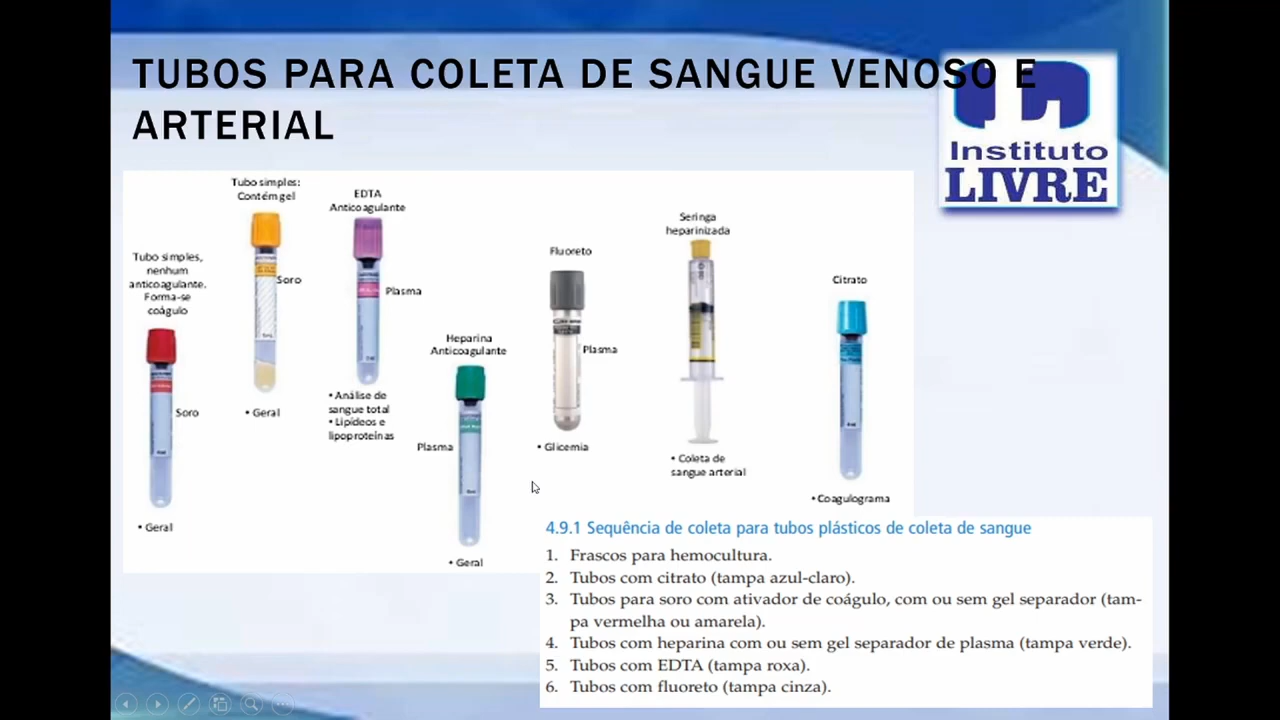 TUBOS PARA COLETA DE SANGUE VENOSO E
ARTERIAL
Instituto
LIVRE
Tubo simples,
nenhum
anticoagulante.
Forma-se
coágulo
Soro
• Geral
Tubo simples:
Contém gel
Soro
• Geral
EDTA
Anticoagulante
Plasma
• Análise de
sangue total
• Lipídeos e
lipoproteínas
Heparina
Anticoagulante
Plasma
• Geral
Fluoreto
Plasma
• Glicemia
Seringa
heparinizada
• Coleta de
sangue arterial
Citrato
• Coagulograma
4.9.1 Sequência de coleta para tubos plásticos de coleta de sangue
1. Frascos para hemocultura.
2. Tubos com citrato (tampa azul-claro).
3. Tubos para soro com ativador de coágulo, com ou sem gel separador (tam-
pa vermelha ou amarela).
4. Tubos com heparina com ou sem gel separador de plasma (tampa verde).
5. Tubos com EDTA (tampa roxa).
6. Tubos com fluoreto (tampa cinza).